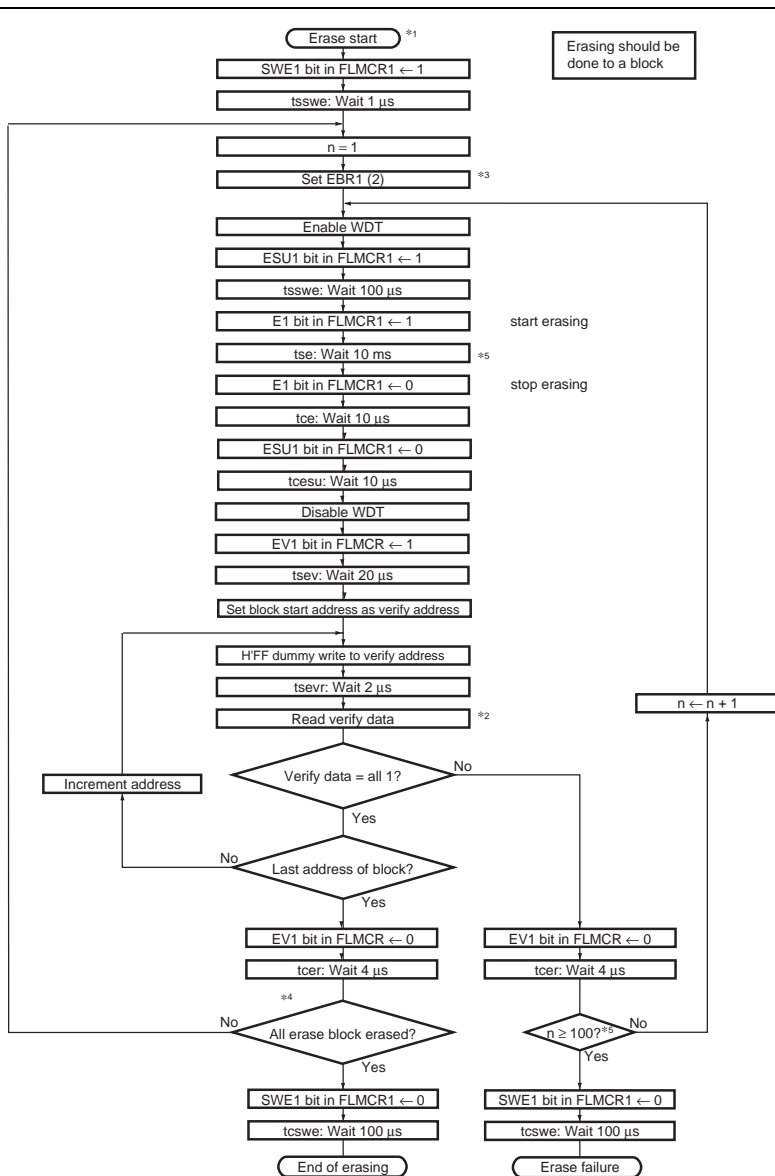 Erase start *1
Erasing should be
done to a block
SWE1 bit in FLMCR1 ← 1
tsswe: Wait 1 µs
n = 1
Set EBR1 (2) *3
Enable WDT
ESU1 bit in FLMCR1 ← 1
tsswe: Wait 100 µs
E1 bit in FLMCR1 ← 1 start erasing
tse: Wait 10 ms *5
E1 bit in FLMCR1 ← 0 stop erasing
tce: Wait 10 µs
ESU1 bit in FLMCR1 ← 0
tcesu: Wait 10 µs
Disable WDT
EV1 bit in FLMCR ← 1
tsev: Wait 20 µs
Set block start address as verify address
H'FF dummy write to verify address
tsevr: Wait 2 µs
Read verify data *2
n ← n + 1
Verify data = all 1?
No
Increment address
Yes
No
Last address of block?
Yes
EV1 bit in FLMCR ← 0
EV1 bit in FLMCR ← 0
tcer: Wait 4 µs
tcer: Wait 4 µs
*4
No
All erase block erased?
n ≥ 100?*5
No
Yes
Yes
SWE1 bit in FLMCR1 ← 0
SWE1 bit in FLMCR1 ← 0
tcswe: Wait 100 µs
tcswe: Wait 100 µs
End of erasing
Erase failure